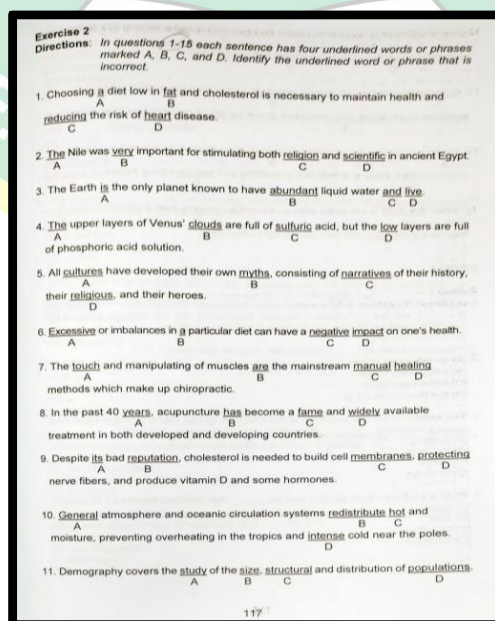 Exercise 2
Directions: In questions 1-15 each sentence has four underlined words or phrases
marked A, B, C, and D. Identify the underlined word or phrase that is
incorrect.
1. Choosing a diet low in fat and cholesterol is necessary to maintain health and
A B
reducing the risk of heart disease.
C D
2. The Nile was very important for stimulating both religion and scientific in ancient Egypt.
A B C D
3. The Earth is the only planet known to have abundant liquid water and live.
A B C D
4. The upper layers of Venus' clouds are full of sulfuric acid, but the low layers are full
A B C D
of phosphoric acid solution.
5. All cultures have developed their own myths, consisting of narratives of their history,
A B C
their religious, and their heroes.
D
6. Excessive or imbalances in a particular diet can have a negative impact on one's health.
A B C D
7. The touch and manipulating of muscles are the mainstream manual healing
A B C D
methods which make up chiropractic.
8. In the past 40 years, acupuncture has become a fame and widely available
A B C D
treatment in both developed and developing countries.
9. Despite its bad reputation, cholesterol is needed to build cell membranes, protecting
A B C D
nerve fibers, and produce vitamin D and some hormones.
10. General atmosphere and oceanic circulation systems redistribute hot and
A B C
moisture, preventing overheating in the tropics and intense cold near the poles.
D
11. Demography covers the study of the size, structural and distribution of populations.
A B C D
117